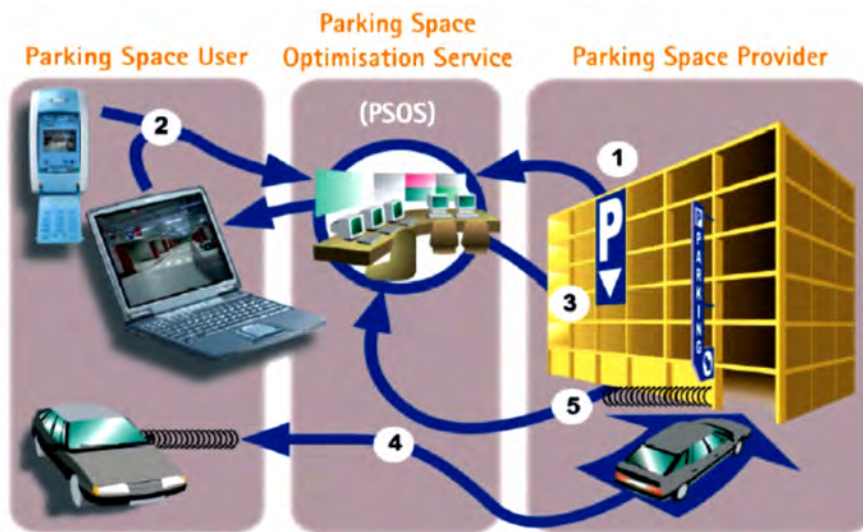 Parking Space User
Parking Space
Optimisation Service
(PSOS)
Parking Space Provider
1
2
3
4
5
P
P PARKING